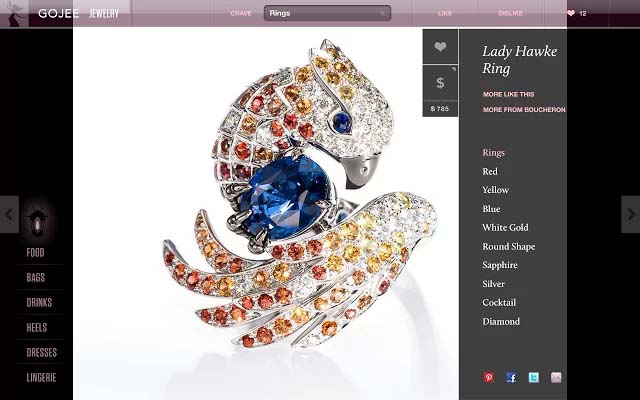 GOJEE JEWELRY
CRAVE
Rings
LIKE
DISLIKE
12
$
$ 785
Lady Hawke
Ring
MORE LIKE THIS
MORE FROM BOUCHERON
Rings
Red
Yellow
Blue
White Gold
Round Shape
Sapphire
Silver
Cocktail
Diamond
FOOD
BAGS
DRINKS
HEELS
DRESSES
LINGERIE